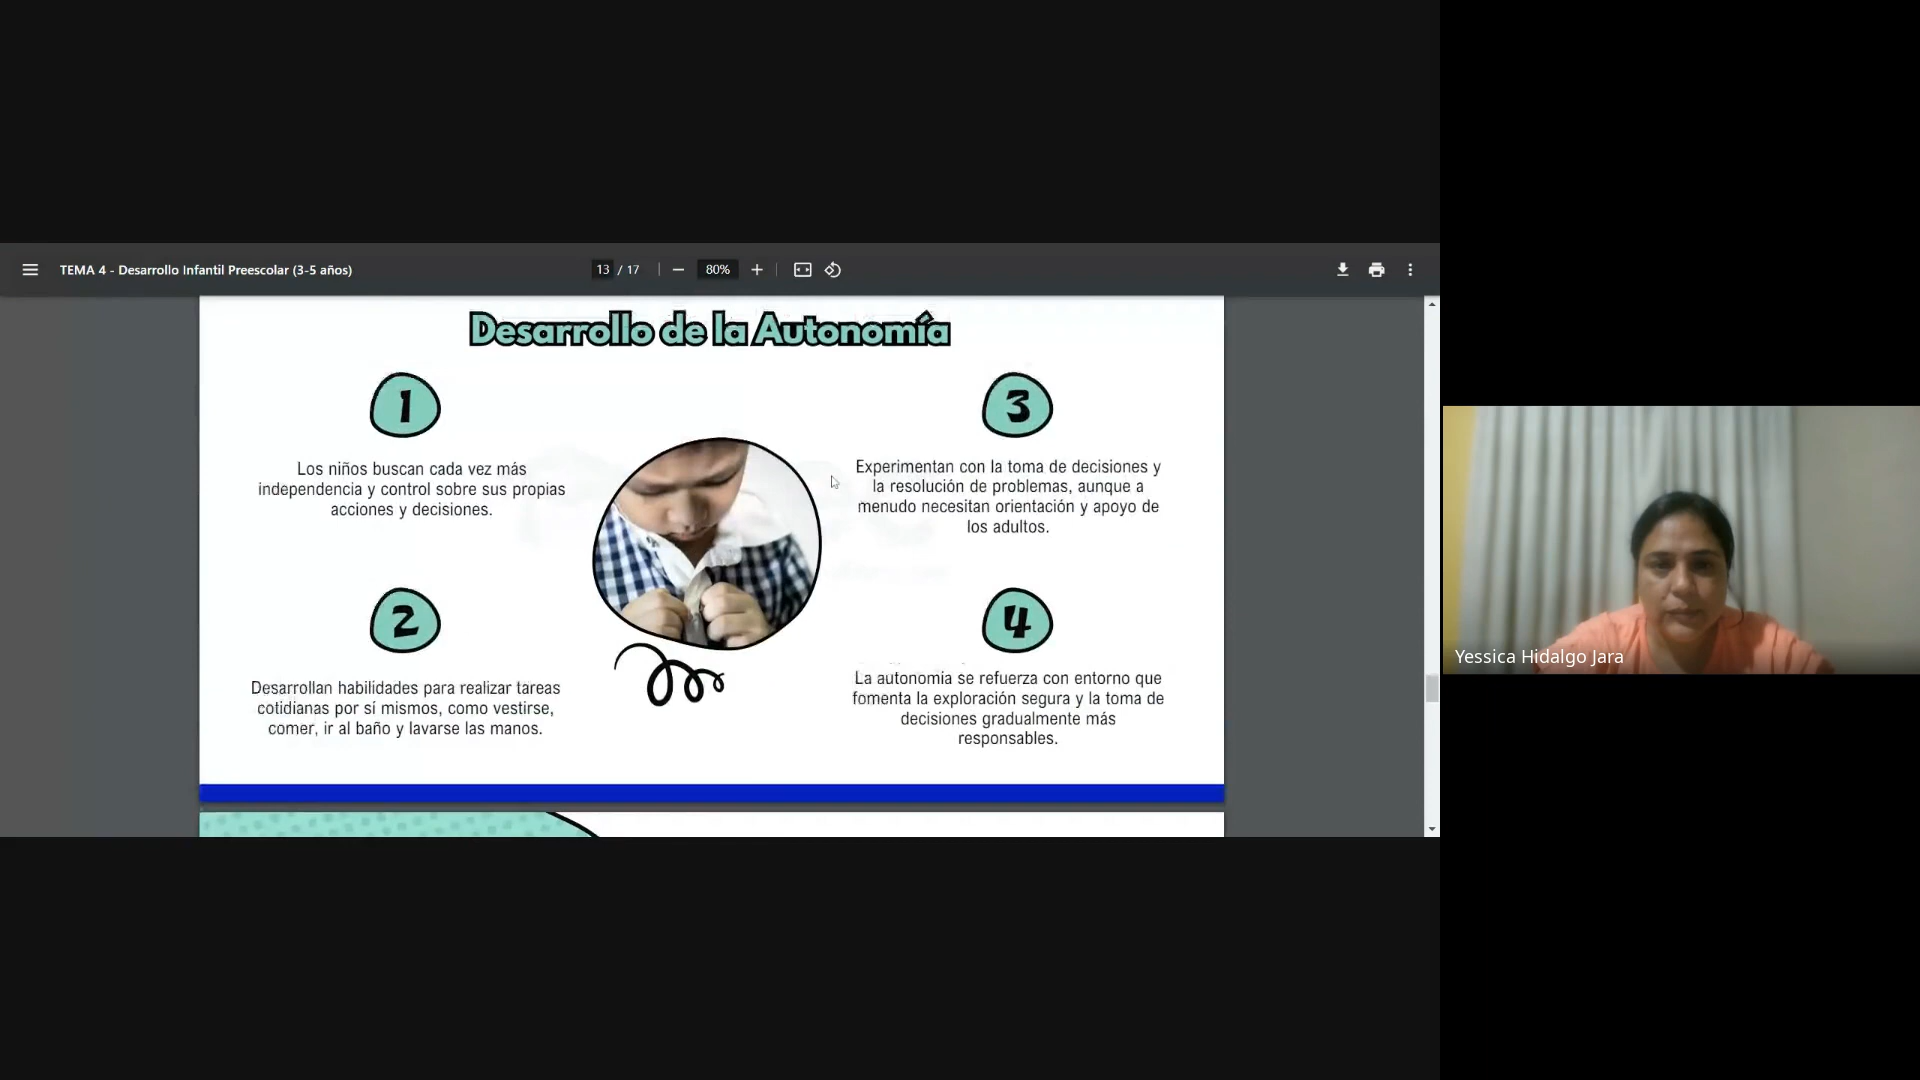 TEMA 4 - Desarrollo Infantil Preescolar (3-5 años)
13 / 17
80%
Desarrollo de la Autonomía
1
Los niños buscan cada vez más
independencia y control sobre sus propias
acciones y decisiones.
2
Desarrollan habilidades para realizar tareas
cotidianas por sí mismos, como vestirse,
comer, ir al baño y lavarse las manos.
3
Experimentan con la toma de decisiones y
la resolución de problemas, aunque a
menudo necesitan orientación y apoyo de
los adultos.
4
La autonomia se refuerza con entorno que
fomenta la exploración segura y la toma de
decisiones gradualmente más
responsables.
Yessica Hidalgo Jara